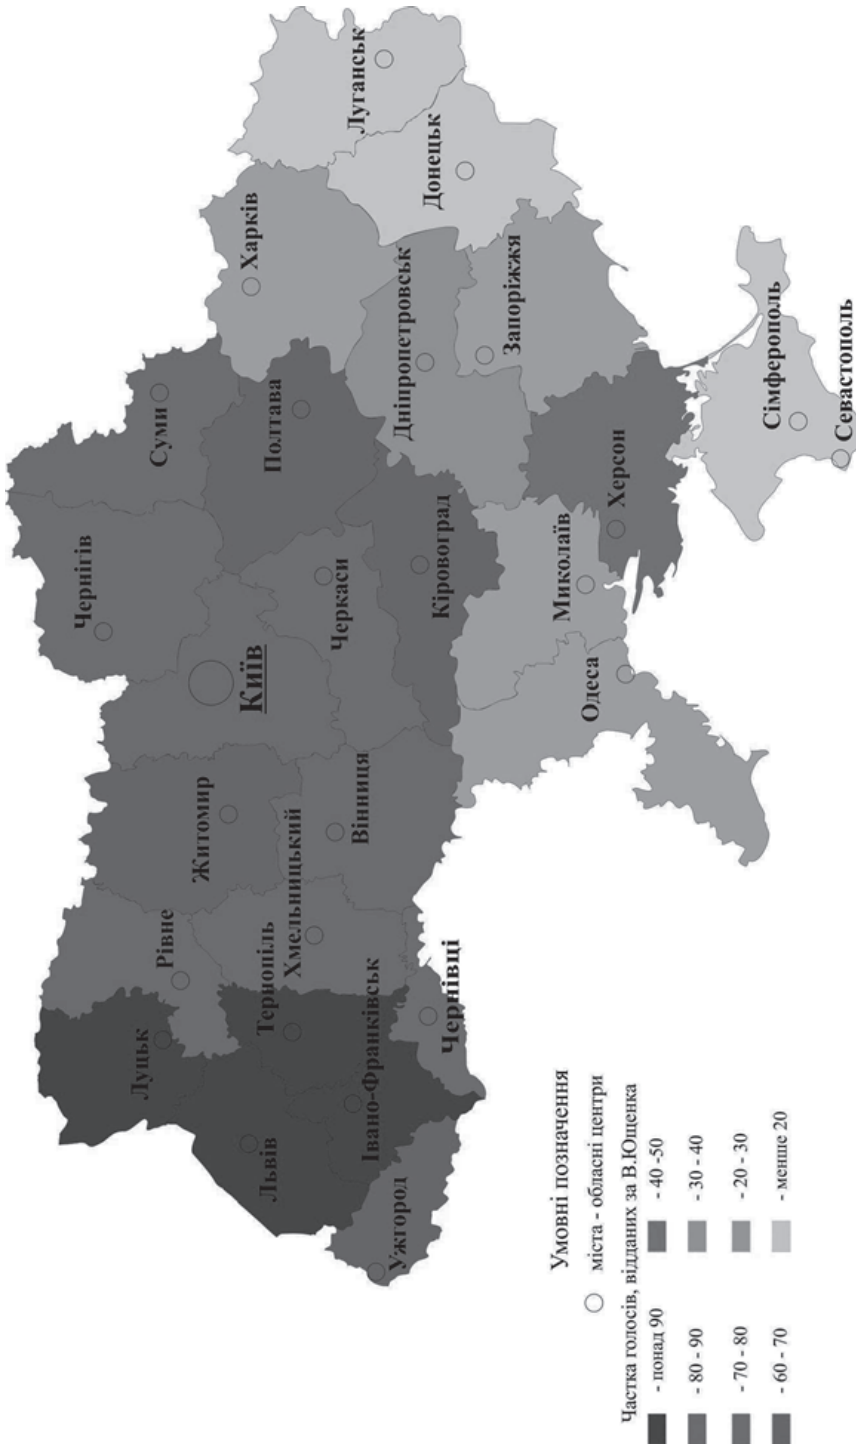 Луцьк
Рівне
Житомир
Чернігів
Суми
Київ
Львів
Тернопіль
Хмельницький
Вінниця
Черкаси
Полтава
Харків
Луганськ
Ужгород
Івано-Франківськ
Чернівці
Кіровоград
Дніпропетровськ
Донецьк
Запоріжжя
Одеса
Миколаїв
Херсон
Сімферополь
Севастополь
Умовні позначення
міста - обласні центри
Частка голосів, відданих за В.Ющенка
- понад 90
- 80 - 90
- 70 - 80
- 60 - 70
- 40 -50
- 30 - 40
- 20 - 30
- менше 20